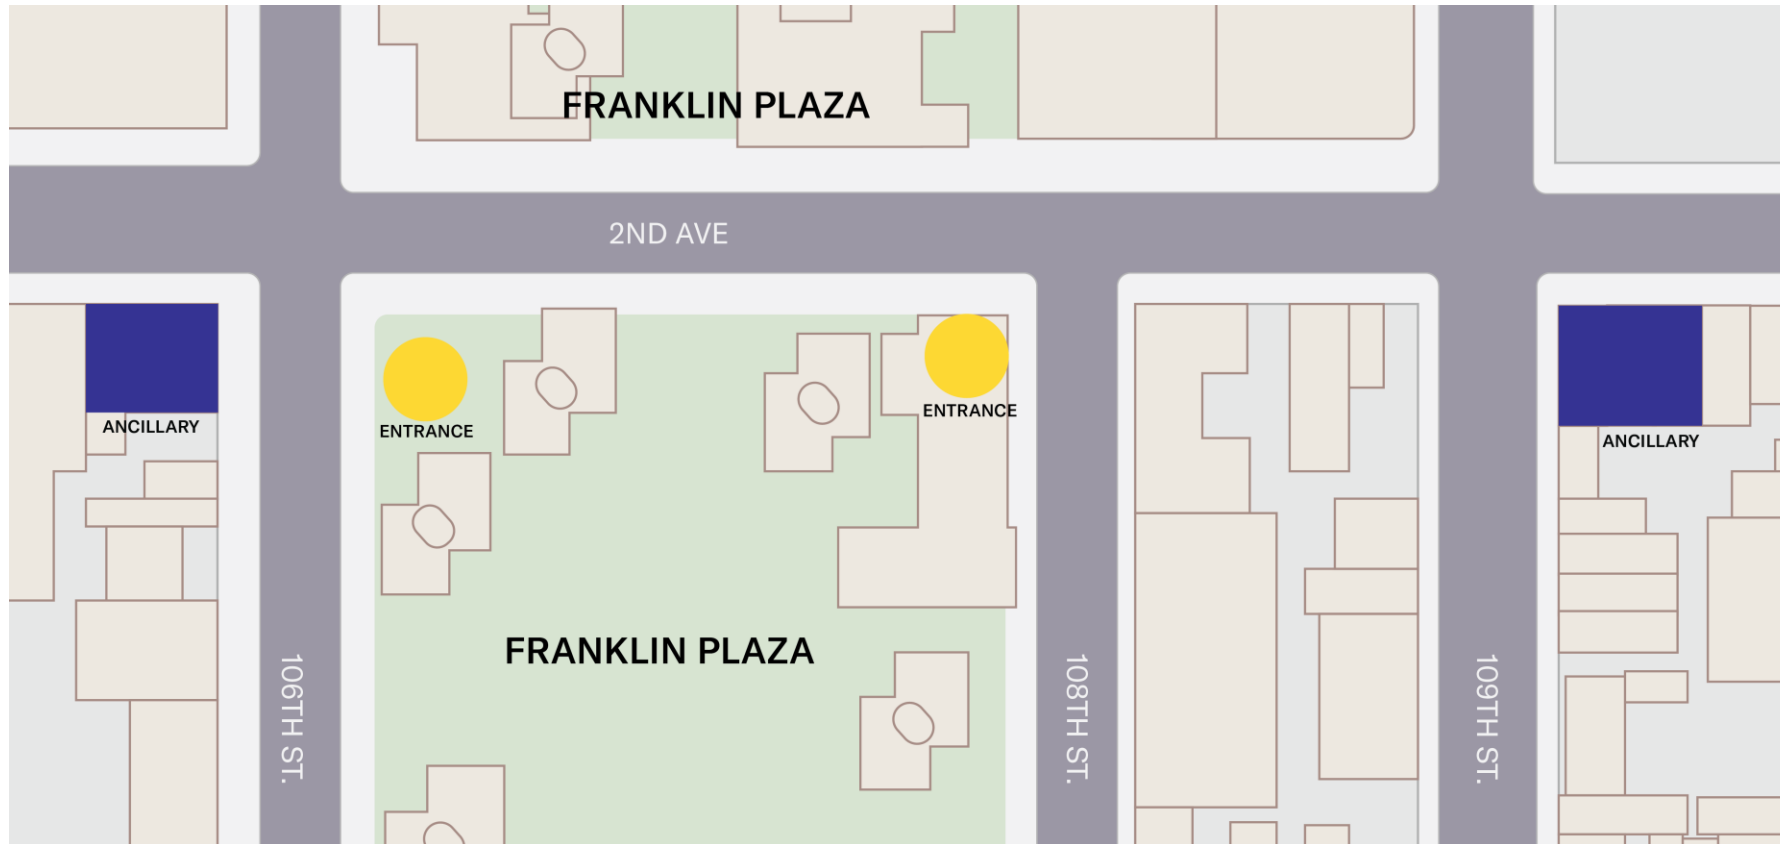 FRANKLIN PLAZA
2ND AVE
ENTRANCE
ANCILLARY
ENTRANCE
ANCILLARY
FRANKLIN PLAZA
106TH ST.
108TH ST.
109TH ST.